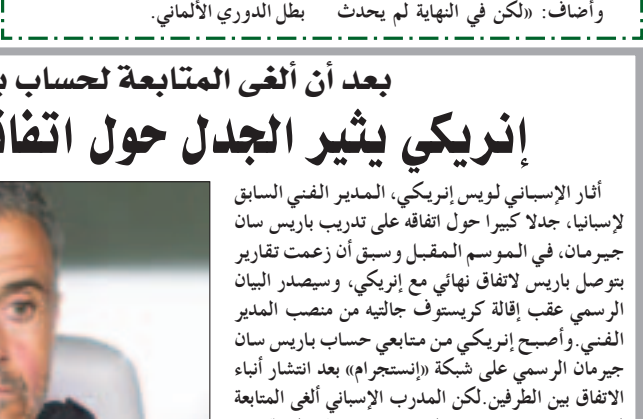 وأضاف: «لكن في النهاية لم يحدث
بطل الدوري الألماني.
بعد أن ألغى المتابعة لحساب
إنريكي يثير الجدل حول
أثار الإسباني لويس إنريكي، المدير الفني السابق
لإسبانيا، جدلا كبيرا حول اتفاقه على تدريب باريس سان
جيرمان، في الموسم المقبل وسبق أن زعمت تقارير
بتوصل باريس لاتفاق نهائي مع إنريكي، وسيصدر البيان
الرسمي عقب إقالة كريستوف جالتيه من منصب المدير
الفني.وأصبح إنريكي من متابعي حساب باريس سان
جيرمان الرسمي على شبكة «إنستجرام» بعد انتشار أنباء
الاتفاق بين الطرفين.لكن المدرب الإسباني ألغى المتابعة